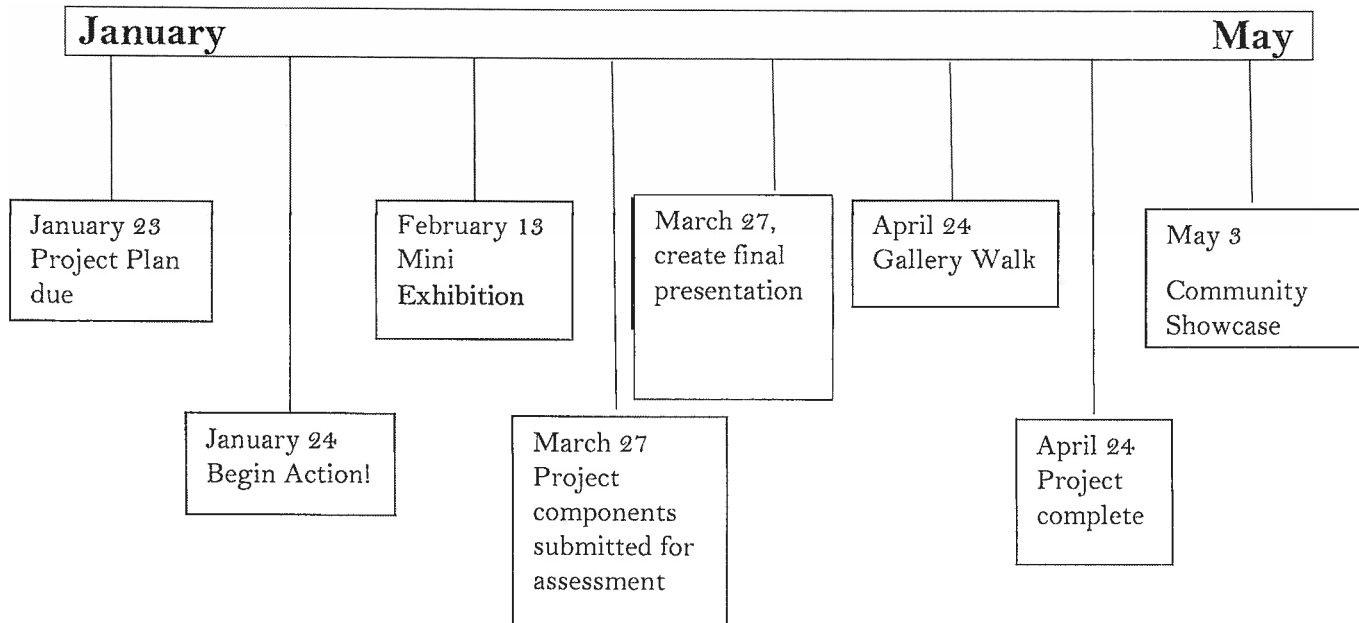 January
May
January 23
Project Plan
due
January 24
Begin Action!
February 13
Mini
Exhibition
March 27
Project
components
submitted for
assessment
March 27,
create final
presentation
April 24
Gallery Walk
April 24
Project
complete
May 3
Community
Showcase